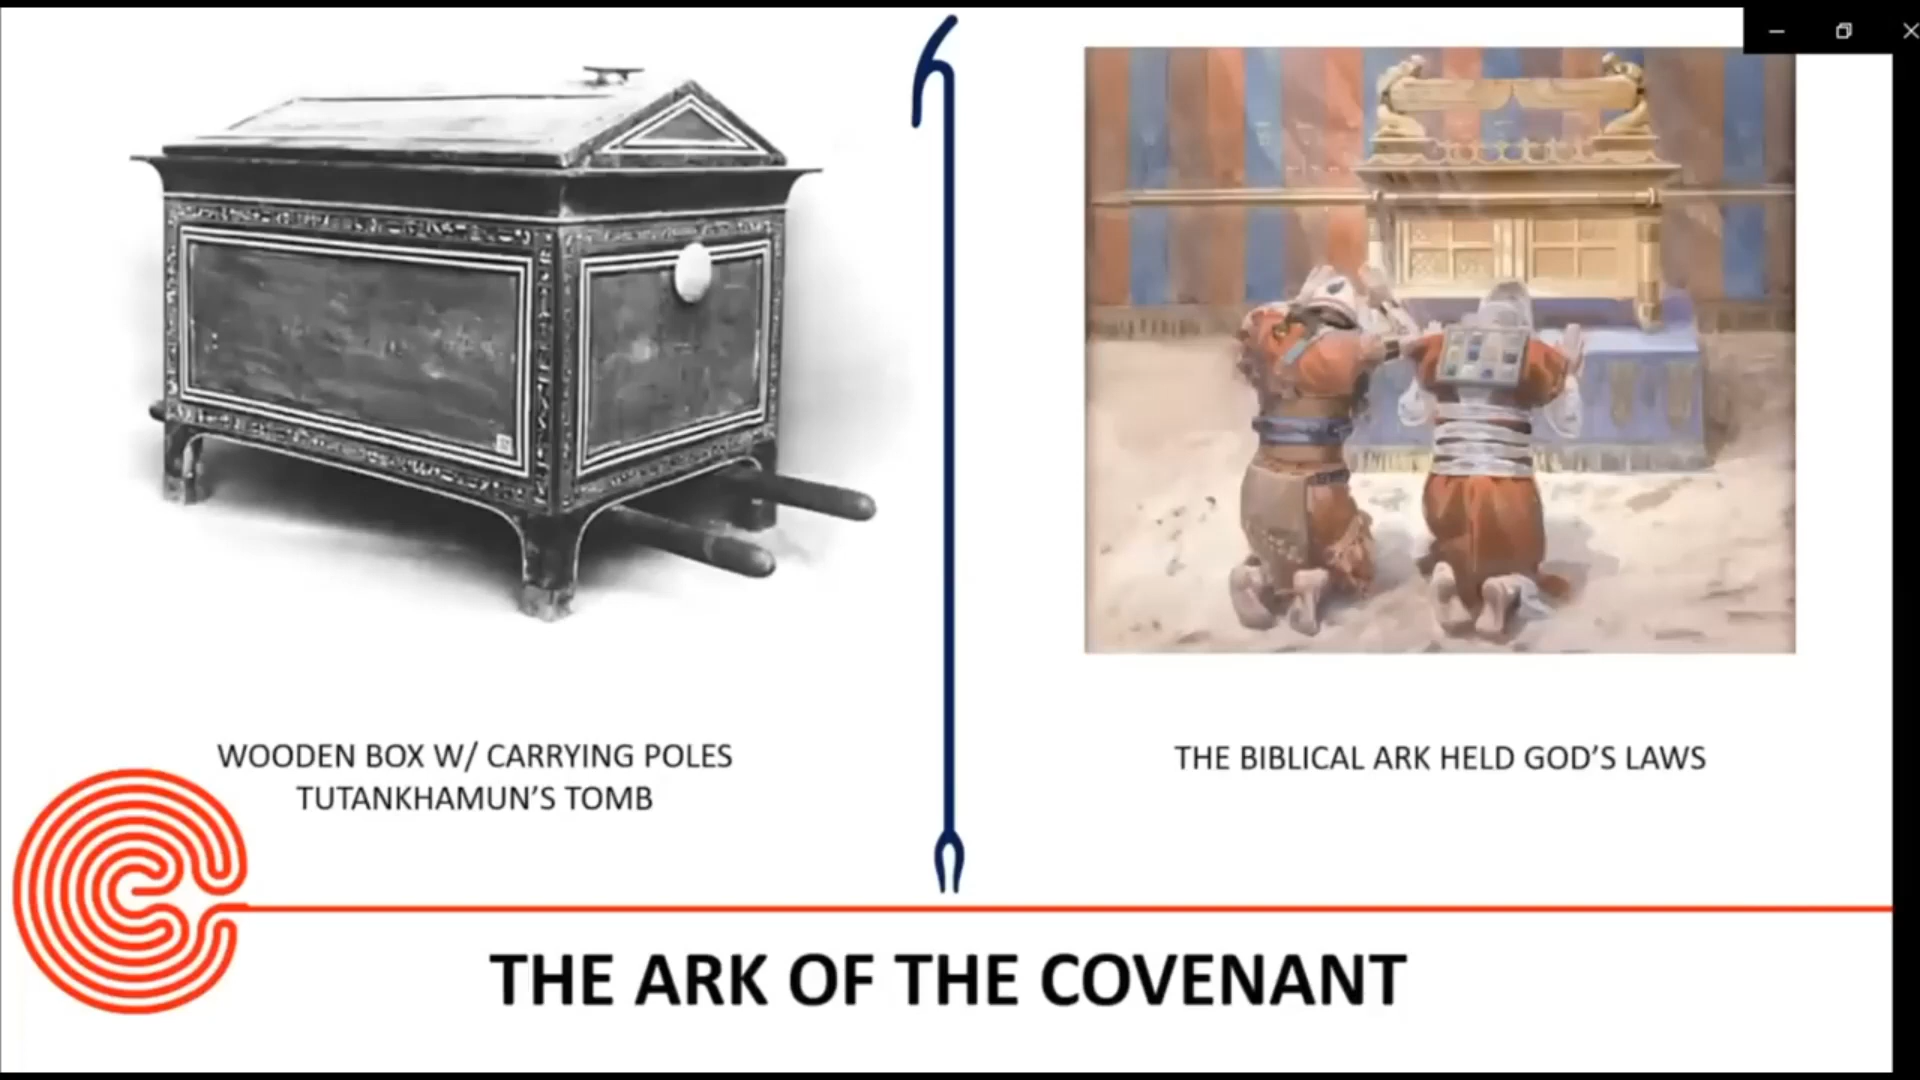 WOODEN BOX W/ CARRYING POLES
TUTANKHAMUN'S TOMB
THE BIBLICAL ARK HELD GOD'S LAWS
THE ARK OF THE COVENANT